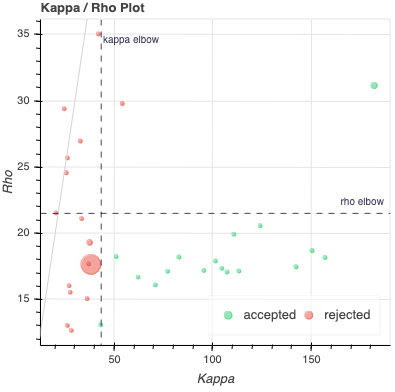 Kappa / Rho Plot
35
kappa elbow
30
25
rho elbow
20
15
Rho
accepted
rejected
50
100
150
Kappa